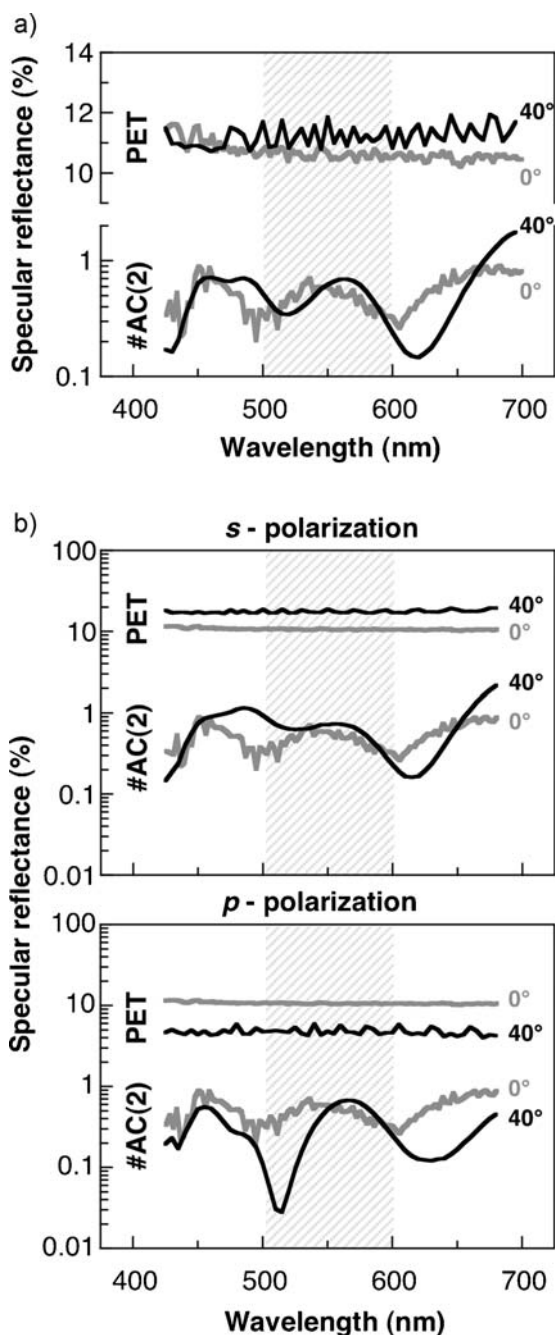 a)
Specular reflectance (%)
PET
#AC(2)
14
12
10
1
0.1
40°
0°
40°
0°
400 500 600 700
Wavelength (nm)
b)
s - polarization
Specular reflectance (%)
PET
#AC(2)
100
10
1
0.1
0.01
40°
0°
40°
0°
p - polarization
PET
#AC(2)
100
10
1
0.1
0.01
0°
40°
0°
40°
400 500 600 700
Wavelength (nm)